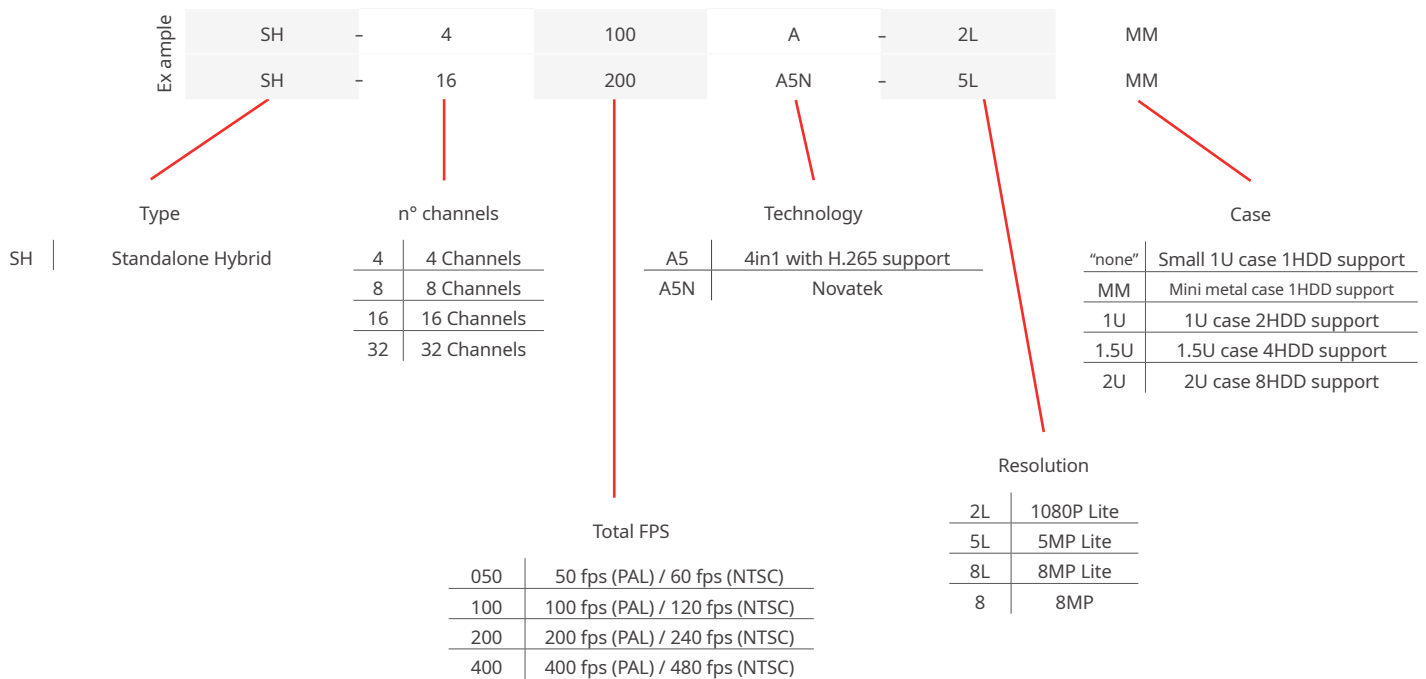 Ex ample
SH – 4 100 A – 2L MM
SH – 16 200 A5N – 5L MM
Type
SH Standalone Hybrid
n° channels
4 4 Channels
8 8 Channels
16 16 Channels
32 32 Channels
Technology
A5 4in1 with H.265 support
A5N Novatek
Case
“none” Small 1U case 1HDD support
MM Mini metal case 1HDD support
1U 1U case 2HDD support
1.5U 1.5U case 4HDD support
2U 2U case 8HDD support
Resolution
2L 1080P Lite
5L 5MP Lite
8L 8MP Lite
8 8MP
Total FPS
050 50 fps (PAL) / 60 fps (NTSC)
100 100 fps (PAL) / 120 fps (NTSC)
200 200 fps (PAL) / 240 fps (NTSC)
400 400 fps (PAL) / 480 fps (NTSC)